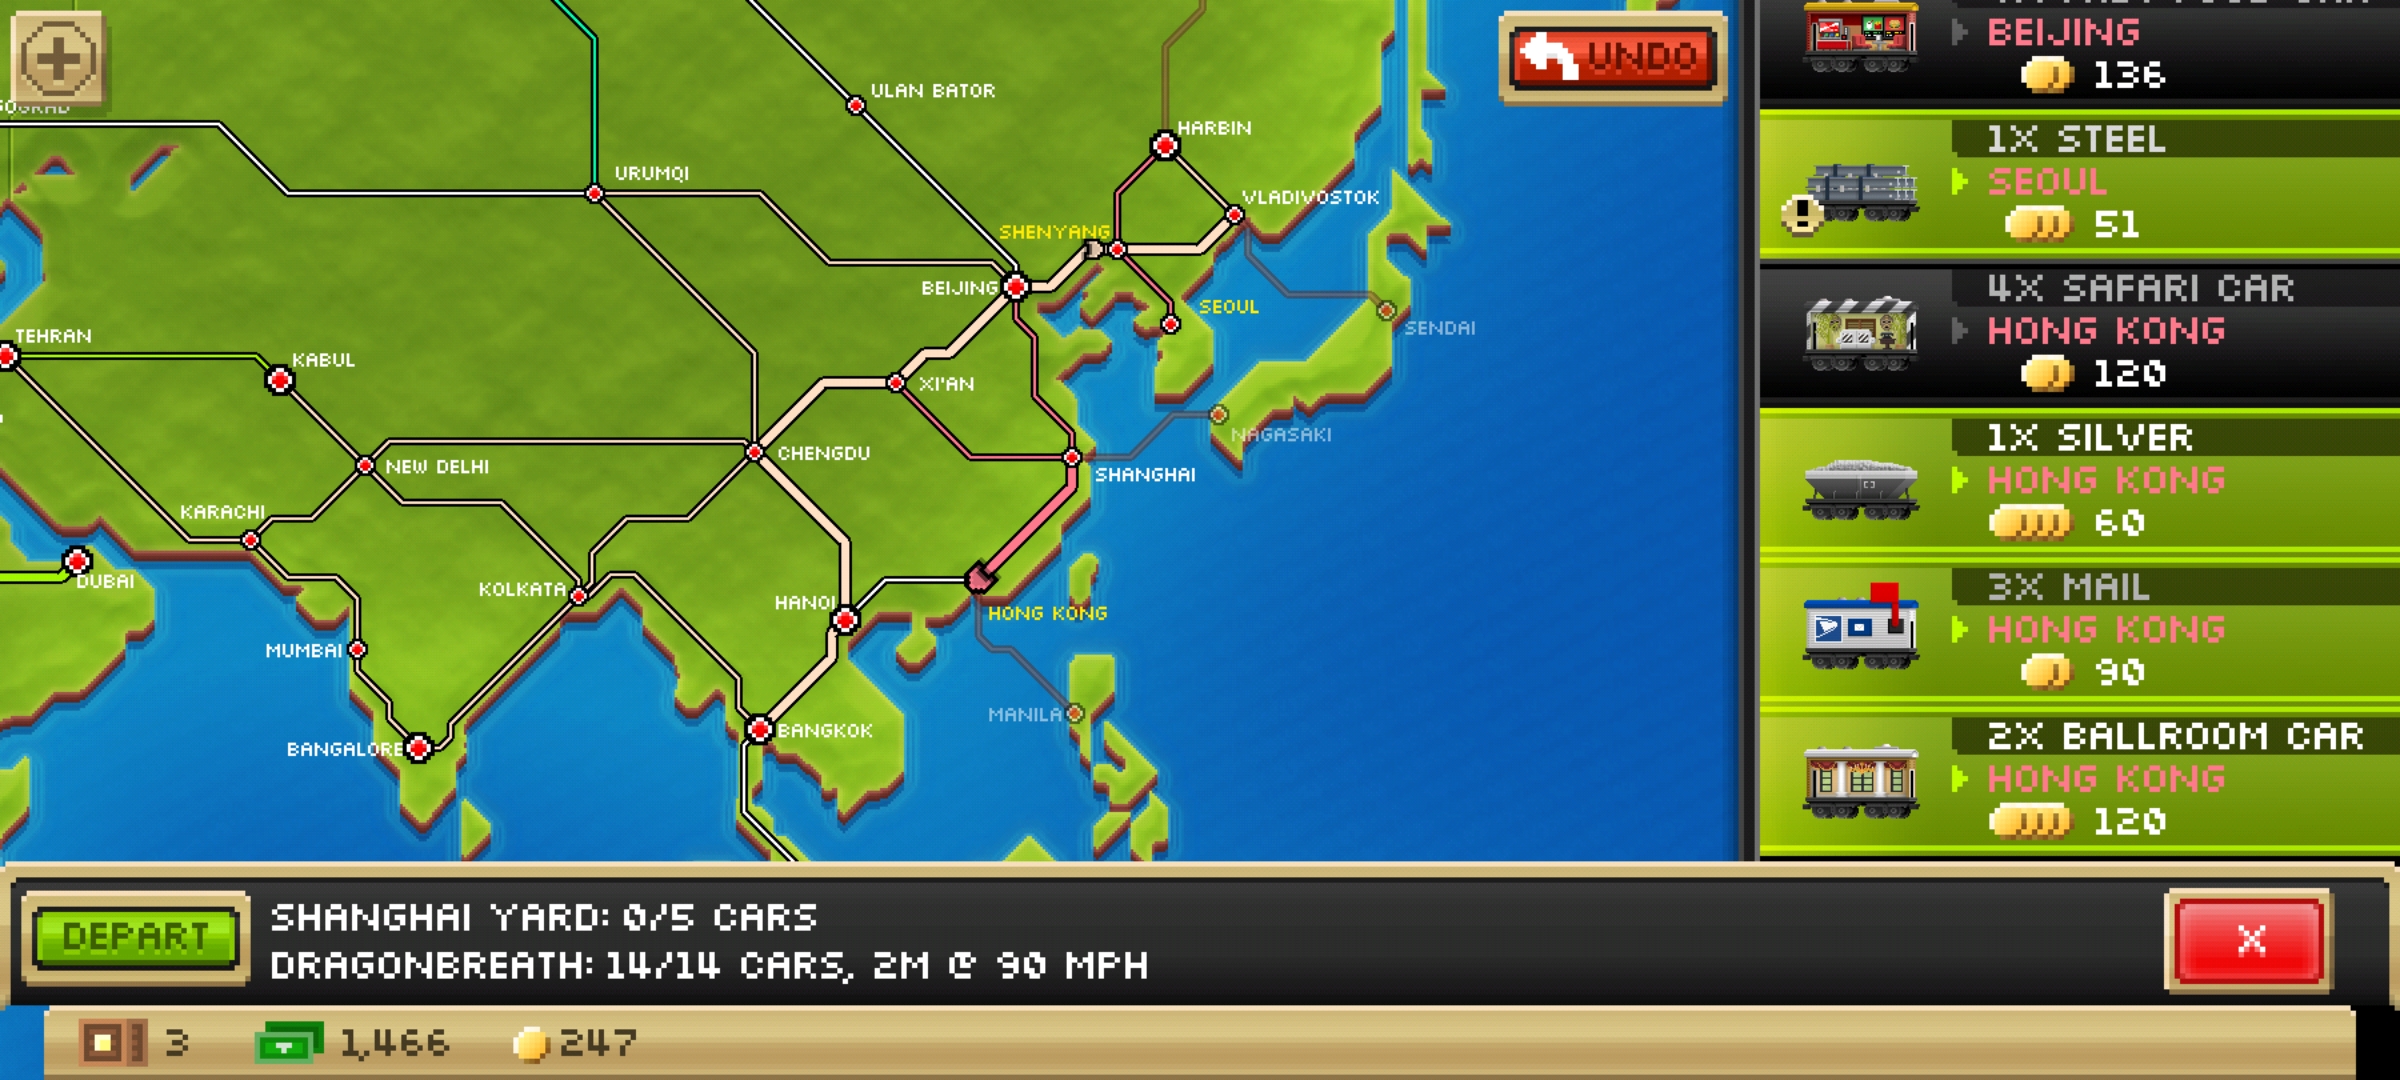 ULAN BATOR
HARBIN
URUMQI
VLADIVOSTOK
SHENYANG
BEIJING
SEOUL
SENDAI
TEHRAN
KABUL
XI'AN
NAGASAKI
CHENGDU
NEW DELHI
SHANGHAI
KARACHI
DUBAI
KOLKATA
HANOI
HONG KONG
MUMBAI
MANILA
BANGALORE
BANGKOK
UNDO
BEIJING
136
1X STEEL
SEOUL
51
4X SAFARI CAR
HONG KONG
120
1X SILVER
HONG KONG
60
3X MAIL
HONG KONG
90
2X BALLROOM CAR
HONG KONG
120
DEPART
SHANGHAI YARD: 0/5 CARS
DRAGONBREATH: 14/14 CARS, 2M @ 90 MPH
X
3
1,466
247